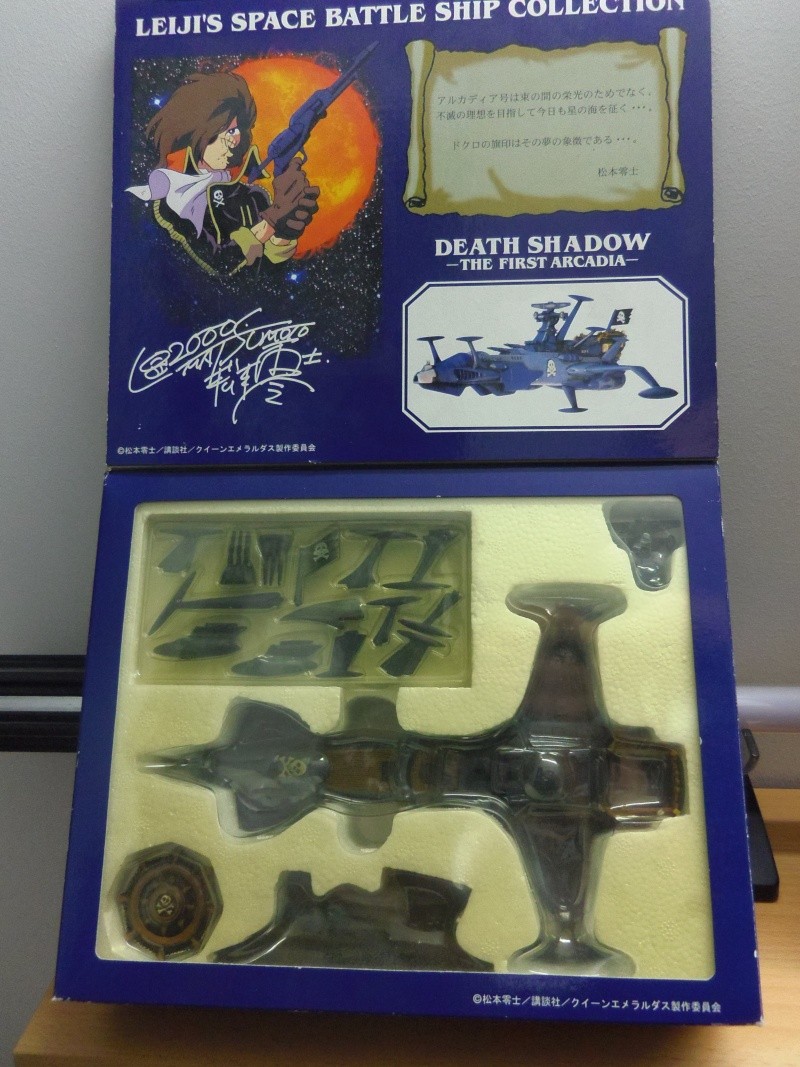 LEIJI'S SPACE BATTLE SHIP COLLECTION
アルカディア号は束の間の栄光のためでなく、
不滅の理想を目指して今日も星の海を征く・・・。
ドクロの旗印はその夢の象徴である・・・。
松本零士
DEATH SHADOW
—THE FIRST ARCADIA—
2000
©松本零士／講談社／クイーンエメラルダス製作委員会
©松本零士／講談社／クイーンエメラルダス製作委員会